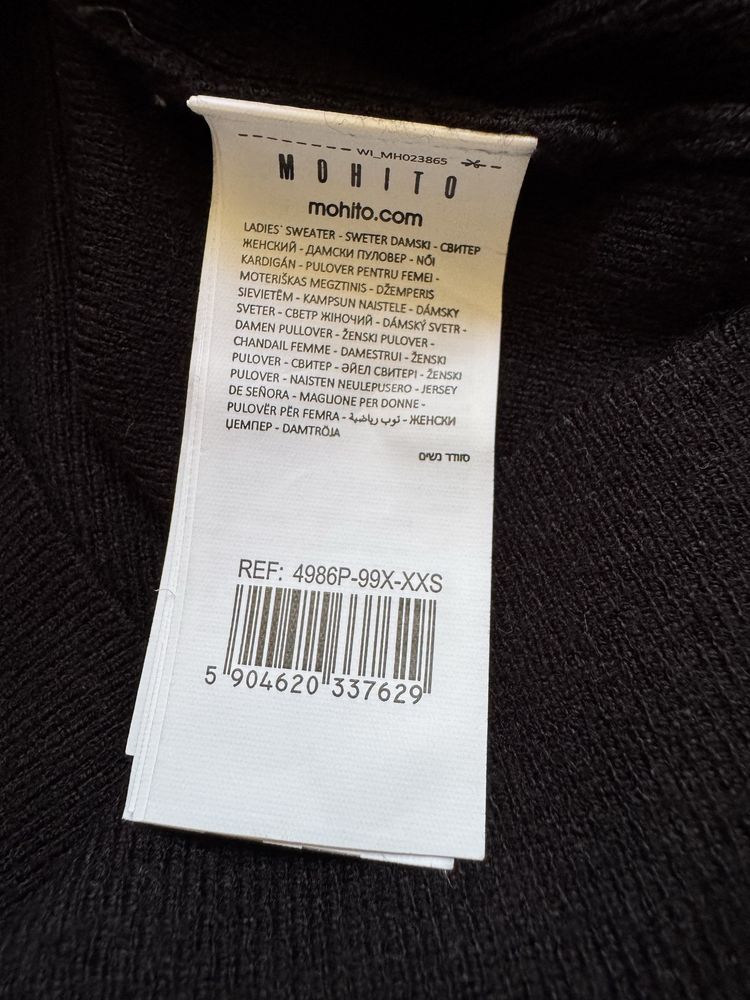 WI_MH023865
MOHITO
mohito.com
LADIES' SWEATER - SWETER DAMSKI - СВИТЕР
ЖЕНСКИЙ - ДАМСКИ ПУЛОВЕР - NŐI
KARDIGÁN - PULOVER PENTRU FEMEI -
MOTERIŠKAS MEGZTINIS - DŽEMPERIS
SIEVIETĒM - KAMPSUN NAISTELE - DÁMSKY
SVETER - СВЕТР ЖІНОЧИЙ - DÁMSKÝ SVETR -
DAMEN PULLOVER - ŽENSKI PULOVER -
CHANDAIL FEMME - DAMESTRUI - ŽENSKI
PULOVER - СВИТЕР - ӘЙЕЛ СВИТЕРІ - ŽENSKI
PULOVER - NAISTEN NEULEPUSERO - JERSEY
DE SEÑORA - MAGLIONE PER DONNE -
PULOVËR PËR FEMRA - توب رياضية - ЖЕНСКИ
ЏЕМПЕР - DAMTRÖJA
סוודר נשים
REF: 4986P-99X-XXS
5 904620 337629